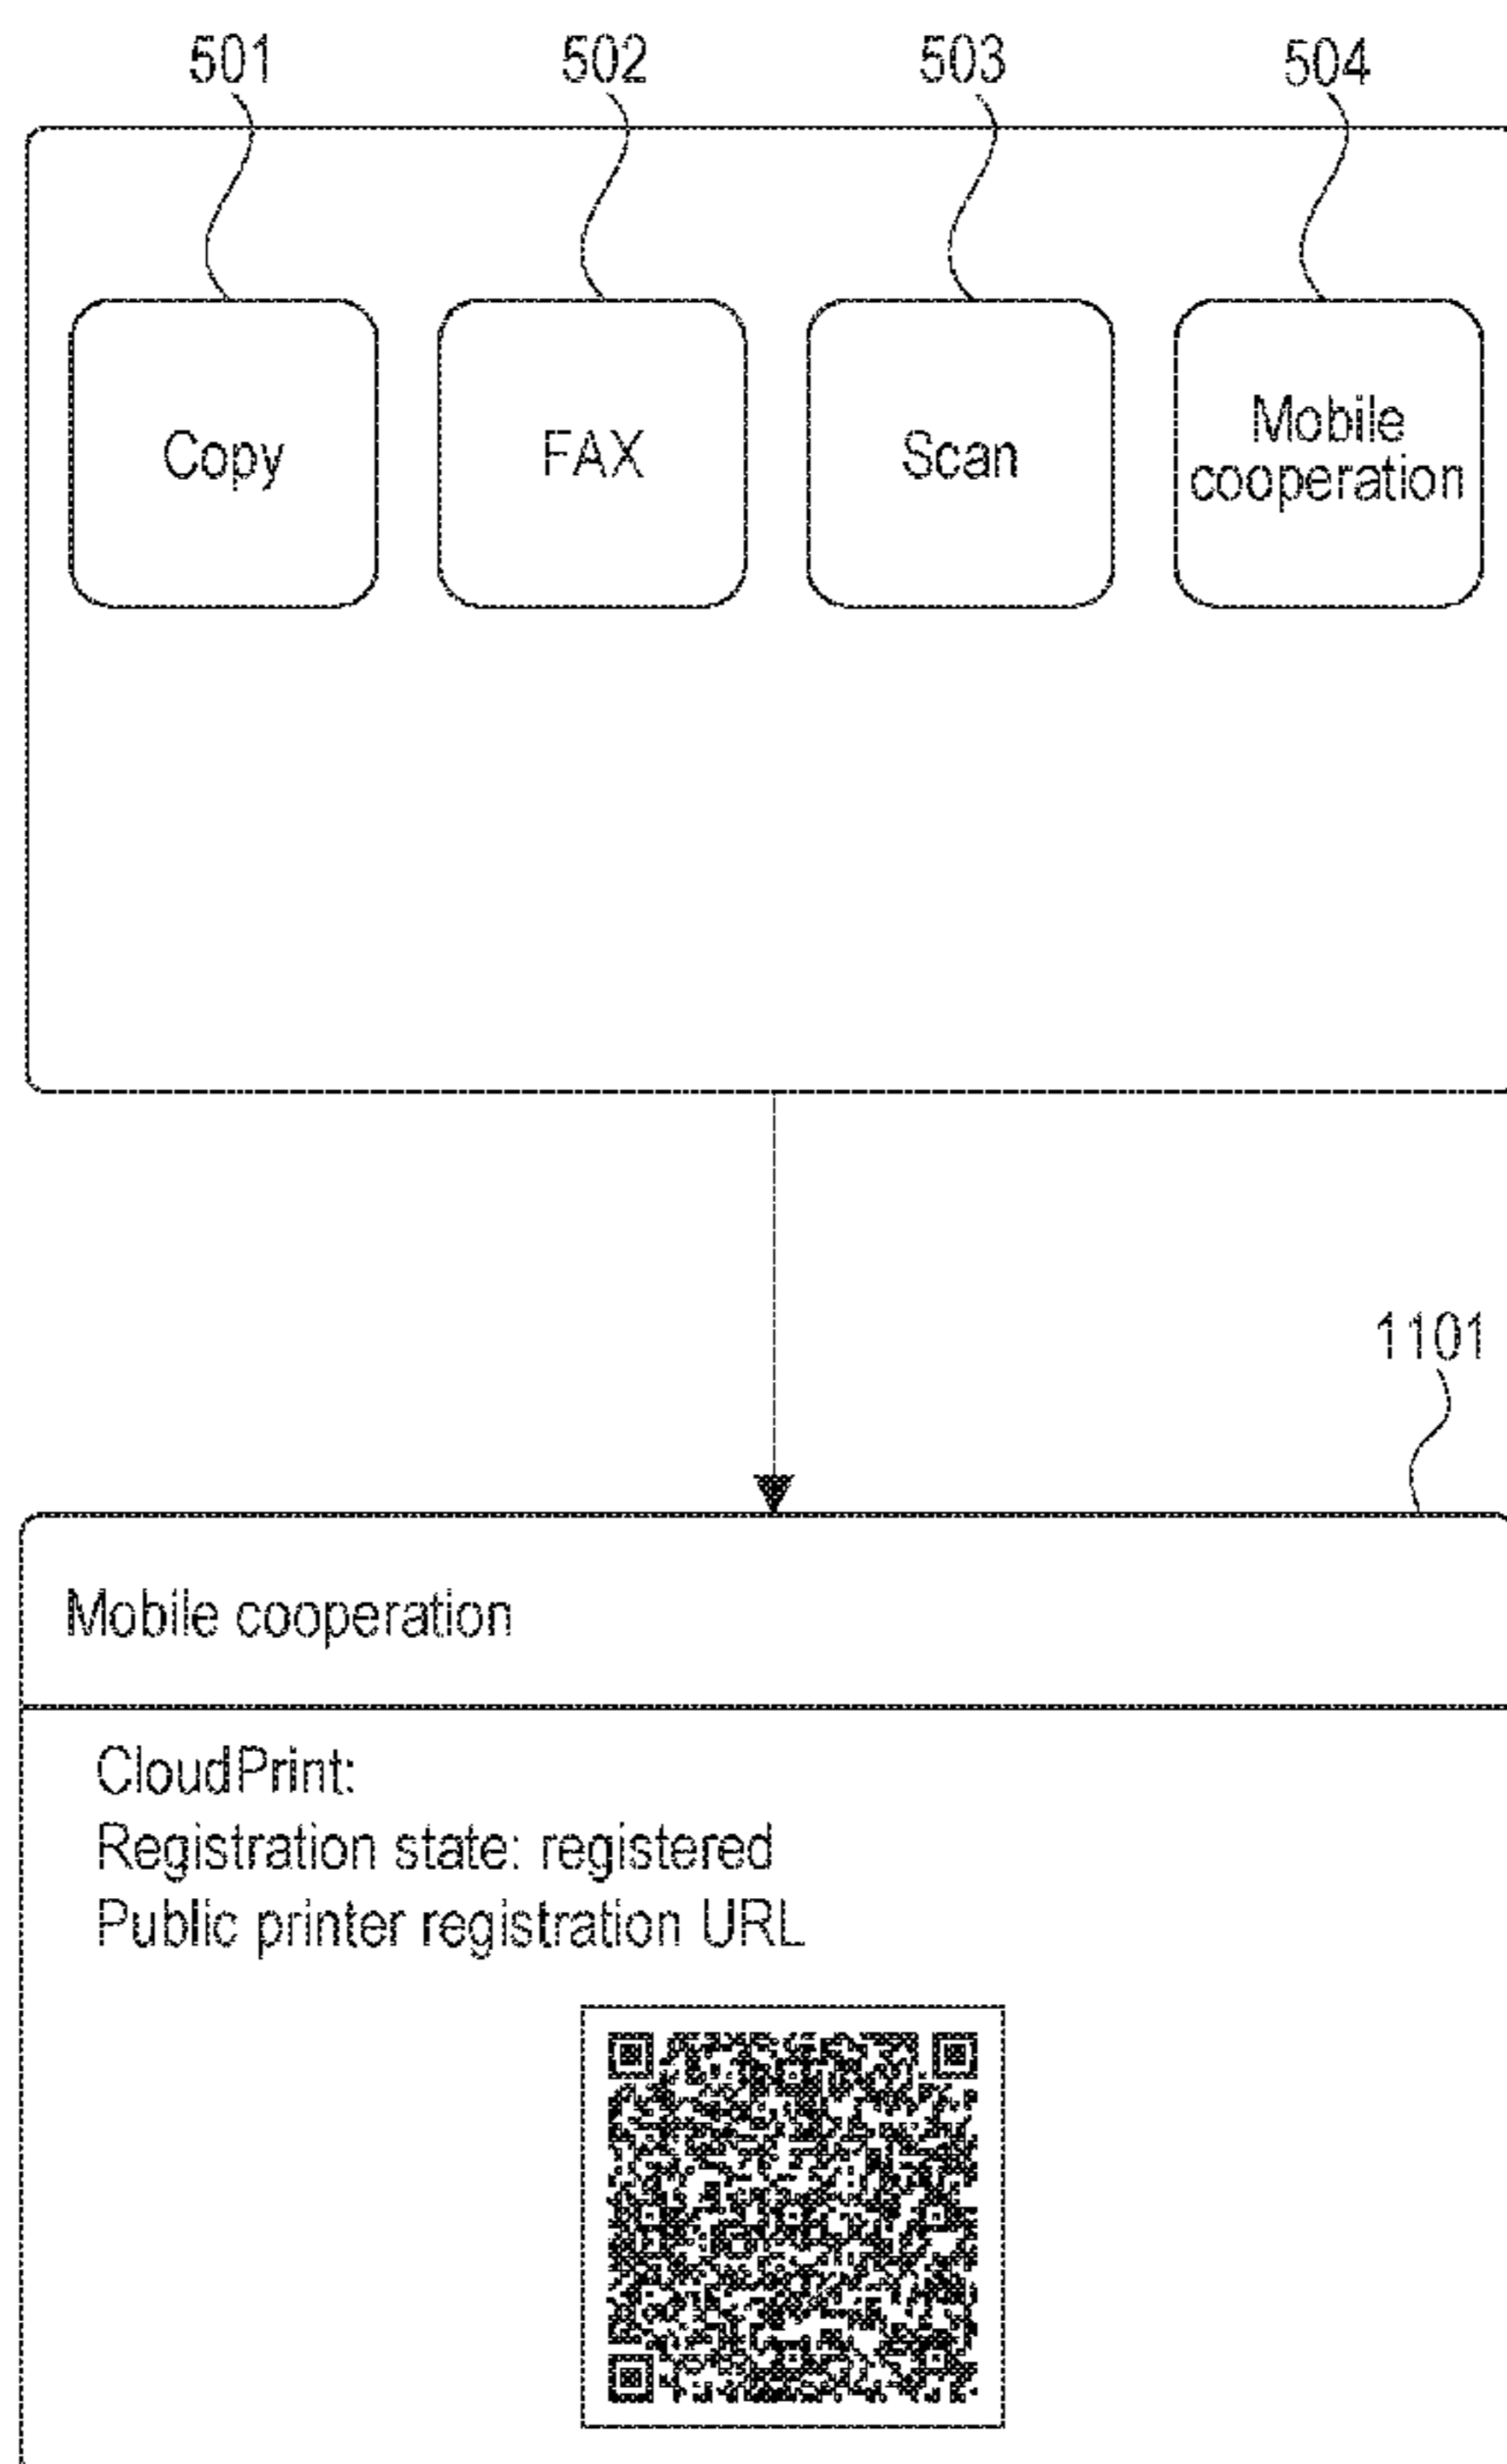 501 502 503 504
Copy FAX Scan Mobile
cooperation
1101
Mobile cooperation
CloudPrint:
Registration state: registered
Public printer registration URL